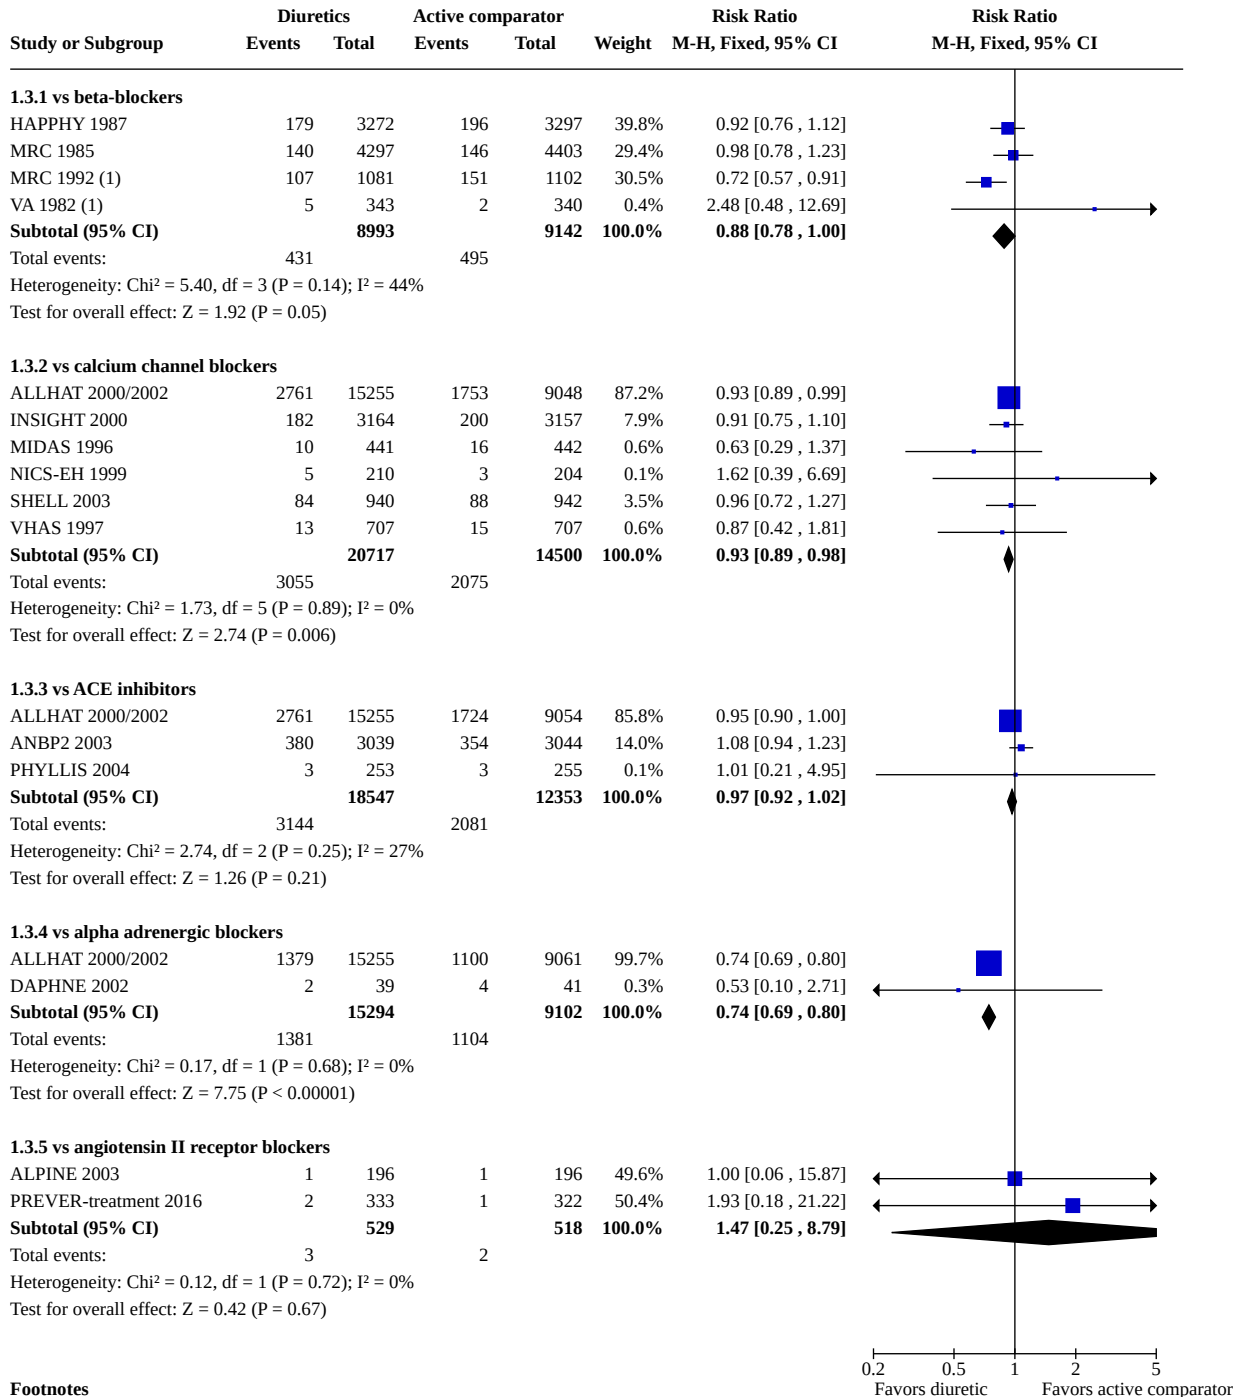 Diuretics Active comparator Risk Ratio Risk Ratio
Study or Subgroup Events Total Events Total Weight M-H, Fixed, 95% CI M-H, Fixed, 95% CI
1.3.1 vs beta-blockers
HAPPHY 1987 179 3272 196 3297 39.8% 0.92 [0.76 , 1.12]
MRC 1985 140 4297 146 4403 29.4% 0.98 [0.78 , 1.23]
MRC 1992 (1) 107 1081 151 1102 30.5% 0.72 [0.57 , 0.91]
VA 1982 (1) 5 343 2 340 0.4% 2.48 [0.48 , 12.69]
Subtotal (95% CI) 8993 9142 100.0% 0.88 [0.78 , 1.00]
Total events: 431 495
Heterogeneity: Chi² = 5.40, df = 3 (P = 0.14); I² = 44%
Test for overall effect: Z = 1.92 (P = 0.05)
1.3.2 vs calcium channel blockers
ALLHAT 2000/2002 2761 15255 1753 9048 87.2% 0.93 [0.89 , 0.99]
INSIGHT 2000 182 3164 200 3157 7.9% 0.91 [0.75 , 1.10]
MIDAS 1996 10 441 16 442 0.6% 0.63 [0.29 , 1.37]
NICS-EH 1999 5 210 3 204 0.1% 1.62 [0.39 , 6.69]
SHELL 2003 84 940 88 942 3.5% 0.96 [0.72 , 1.27]
VHAS 1997 13 707 15 707 0.6% 0.87 [0.42 , 1.81]
Subtotal (95% CI) 20717 14500 100.0% 0.93 [0.89 , 0.98]
Total events: 3055 2075
Heterogeneity: Chi² = 1.73, df = 5 (P = 0.89); I² = 0%
Test for overall effect: Z = 2.74 (P = 0.006)
1.3.3 vs ACE inhibitors
ALLHAT 2000/2002 2761 15255 1724 9054 85.8% 0.95 [0.90 , 1.00]
ANBP2 2003 380 3039 354 3044 14.0% 1.08 [0.94 , 1.23]
PHYLLIS 2004 3 253 3 255 0.1% 1.01 [0.21 , 4.95]
Subtotal (95% CI) 18547 12353 100.0% 0.97 [0.92 , 1.02]
Total events: 3144 2081
Heterogeneity: Chi² = 2.74, df = 2 (P = 0.25); I² = 27%
Test for overall effect: Z = 1.26 (P = 0.21)
1.3.4 vs alpha adrenergic blockers
ALLHAT 2000/2002 1379 15255 1100 9061 99.7% 0.74 [0.69 , 0.80]
DAPHNE 2002 2 39 4 41 0.3% 0.53 [0.10 , 2.71]
Subtotal (95% CI) 15294 9102 100.0% 0.74 [0.69 , 0.80]
Total events: 1381 1104
Heterogeneity: Chi² = 0.17, df = 1 (P = 0.68); I² = 0%
Test for overall effect: Z = 7.75 (P < 0.00001)
1.3.5 vs angiotensin II receptor blockers
ALPINE 2003 1 196 1 196 49.6% 1.00 [0.06 , 15.87]
PREVER-treatment 2016 2 333 1 322 50.4% 1.93 [0.18 , 21.22]
Subtotal (95% CI) 529 518 100.0% 1.47 [0.25 , 8.79]
Total events: 3 2
Heterogeneity: Chi² = 0.12, df = 1 (P = 0.72); I² = 0%
Test for overall effect: Z = 0.42 (P = 0.67)
0.2 0.5 1 2 5
Footnotes Favors diuretic Favors active comparator